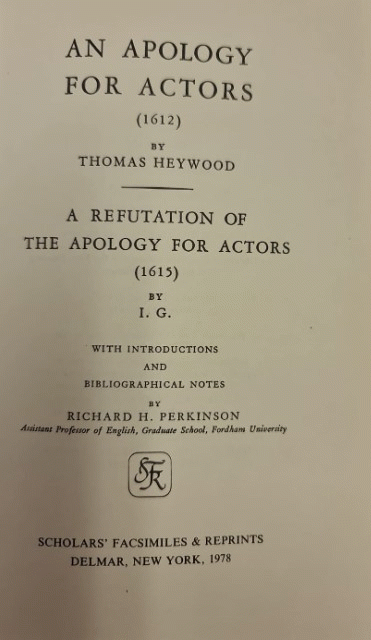 AN APOLOGY
FOR ACTORS
(1612)
BY
THOMAS HEYWOOD
A REFUTATION OF
THE APOLOGY FOR ACTORS
(1615)
BY
I. G.
WITH INTRODUCTIONS
AND
BIBLIOGRAPHICAL NOTES
BY
RICHARD H. PERKINSON
Assistant Professor of English, Graduate School, Fordham University
SFR
SCHOLARS' FACSIMILES & REPRINTS
DELMAR, NEW YORK, 1978